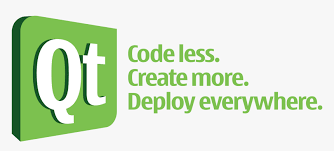 Qt
Code less.
Create more.
Deploy everywhere.